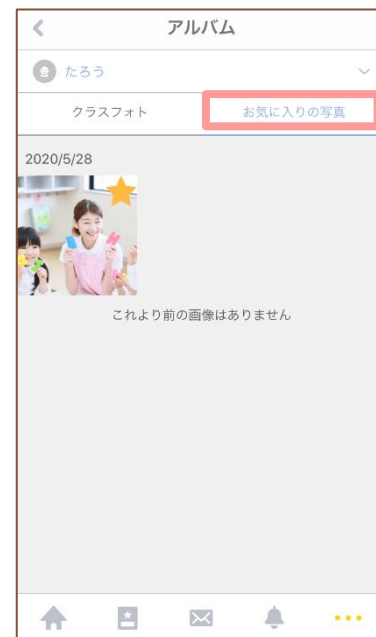 アルバム
たろう
クラスフォト
お気に入りの写真
2020/5/28
これより前の画像はありません